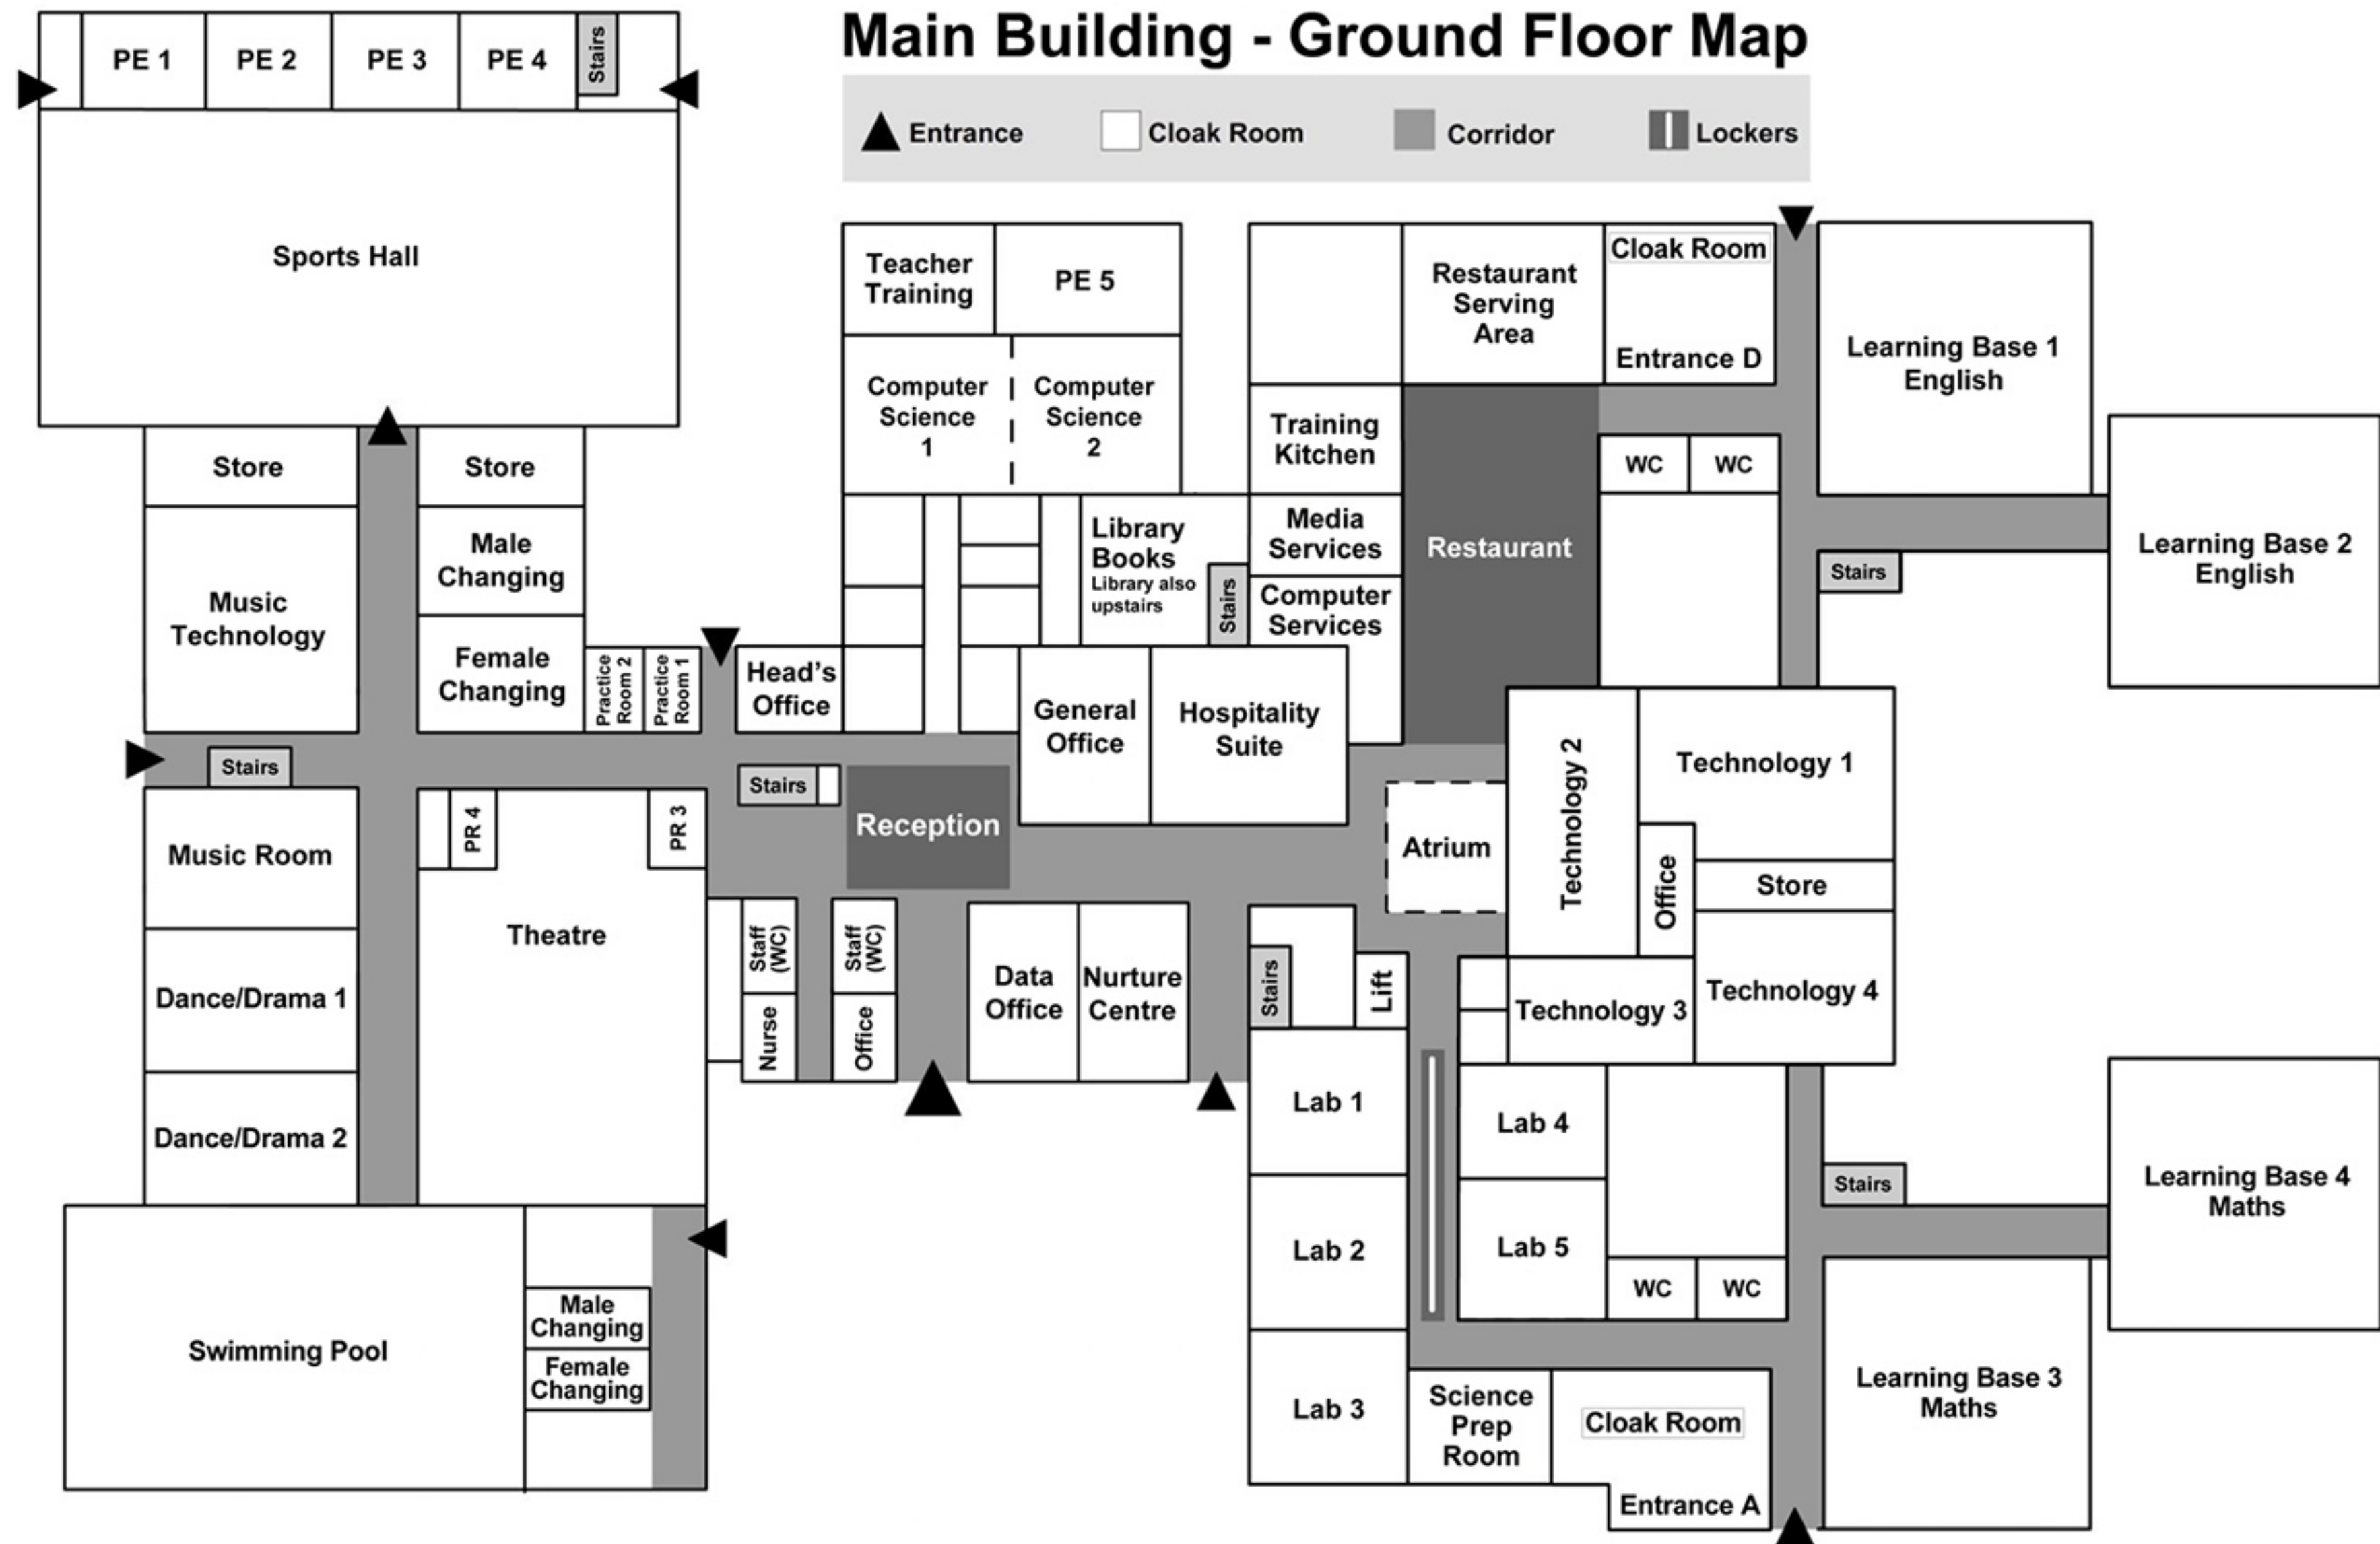 Main Building - Ground Floor Map
Entrance
Cloak Room
Corridor
Lockers
PE 1
PE 2
PE 3
PE 4
Stairs
Sports Hall
Teacher
Training
PE 5
Restaurant
Serving
Area
Cloak Room
Entrance D
Learning Base 1
English
Computer
Science
1
Computer
Science
2
Training
Kitchen
WC
WC
Store
Store
Music
Technology
Male
Changing
Female
Changing
Practice
Room 2
Practice
Room 1
Head's
Office
Library
Books
Library also
upstairs
Stairs
Media
Services
Computer
Services
Restaurant
Stairs
Learning Base 2
English
General
Office
Hospitality
Suite
Stairs
Stairs
Reception
Atrium
Technology 2
Technology 1
Office
Store
Technology 3
Technology 4
Music Room
PR 4
PR 3
Theatre
Dance/Drama 1
Dance/Drama 2
Staff
(WC)
Staff
(WC)
Nurse
Office
Data
Office
Nurture
Centre
Stairs
Lift
Lab 1
Lab 2
Lab 3
Lab 4
Lab 5
WC
WC
Stairs
Learning Base 4
Maths
Swimming Pool
Male
Changing
Female
Changing
Science
Prep
Room
Cloak Room
Entrance A
Learning Base 3
Maths